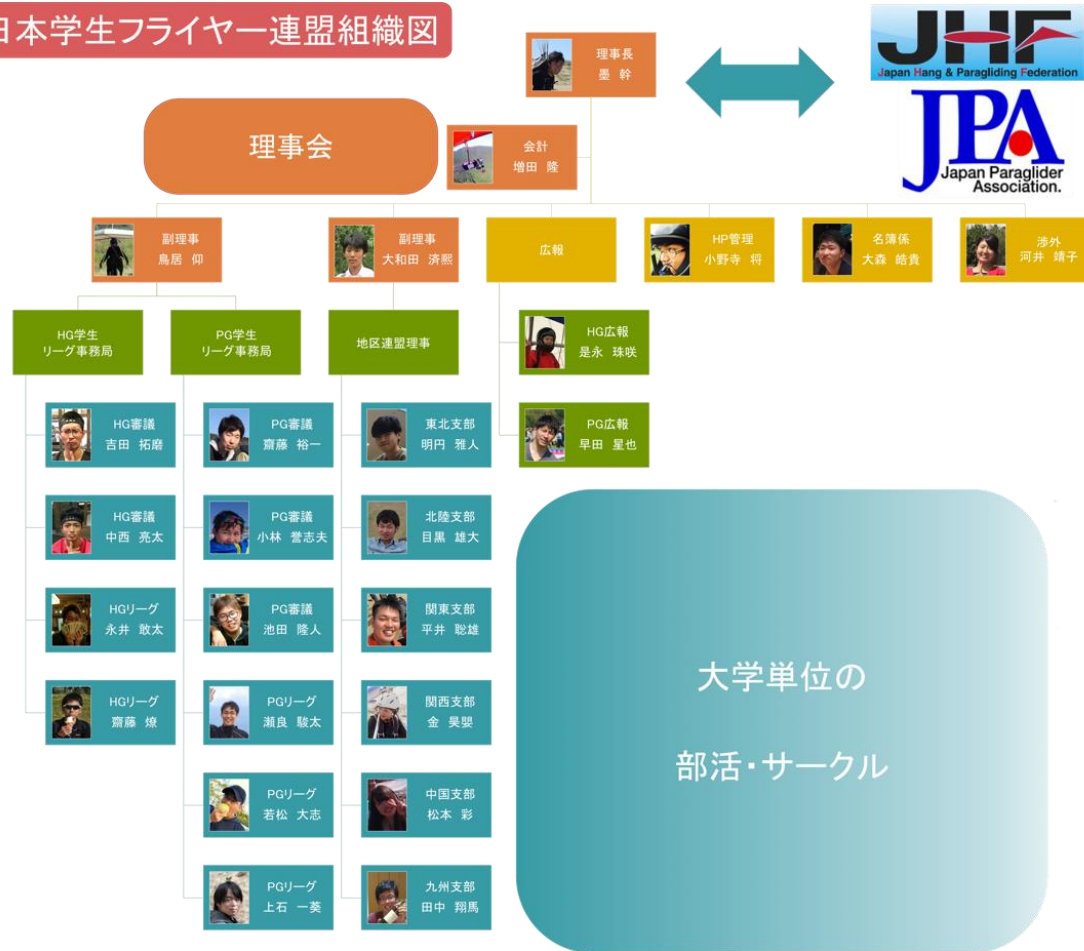 日本学生フライヤー連盟組織図
理事長
墨 幹
JHF
Japan Hang & Paragliding Federation
JPA
Japan Paraglider
Association.
理事会
会計
増田 隆
副理事
鳥居 仰
副理事
大和田 済熙
広報
HP管理
小野寺 将
名簿係
大森 皓貴
渉外
河井 靖子
HG学生
リーグ事務局
PG学生
リーグ事務局
地区連盟理事
HG広報
是永 珠咲
PG広報
早田 星也
HG審議
吉田 拓磨
HG審議
中西 亮太
HGリーグ
永井 敢太
HGリーグ
齋藤 燎
PG審議
齋藤 裕一
PG審議
小林 誉志夫
PG審議
池田 隆人
PGリーグ
瀬良 駿太
PGリーグ
若松 大志
PGリーグ
上石 一葵
東北支部
明円 雅人
北陸支部
目黒 雄大
関東支部
平井 聡雄
関西支部
金 昊嬰
中国支部
松本 彩
九州支部
田中 翔馬
大学単位の
部活・サークル